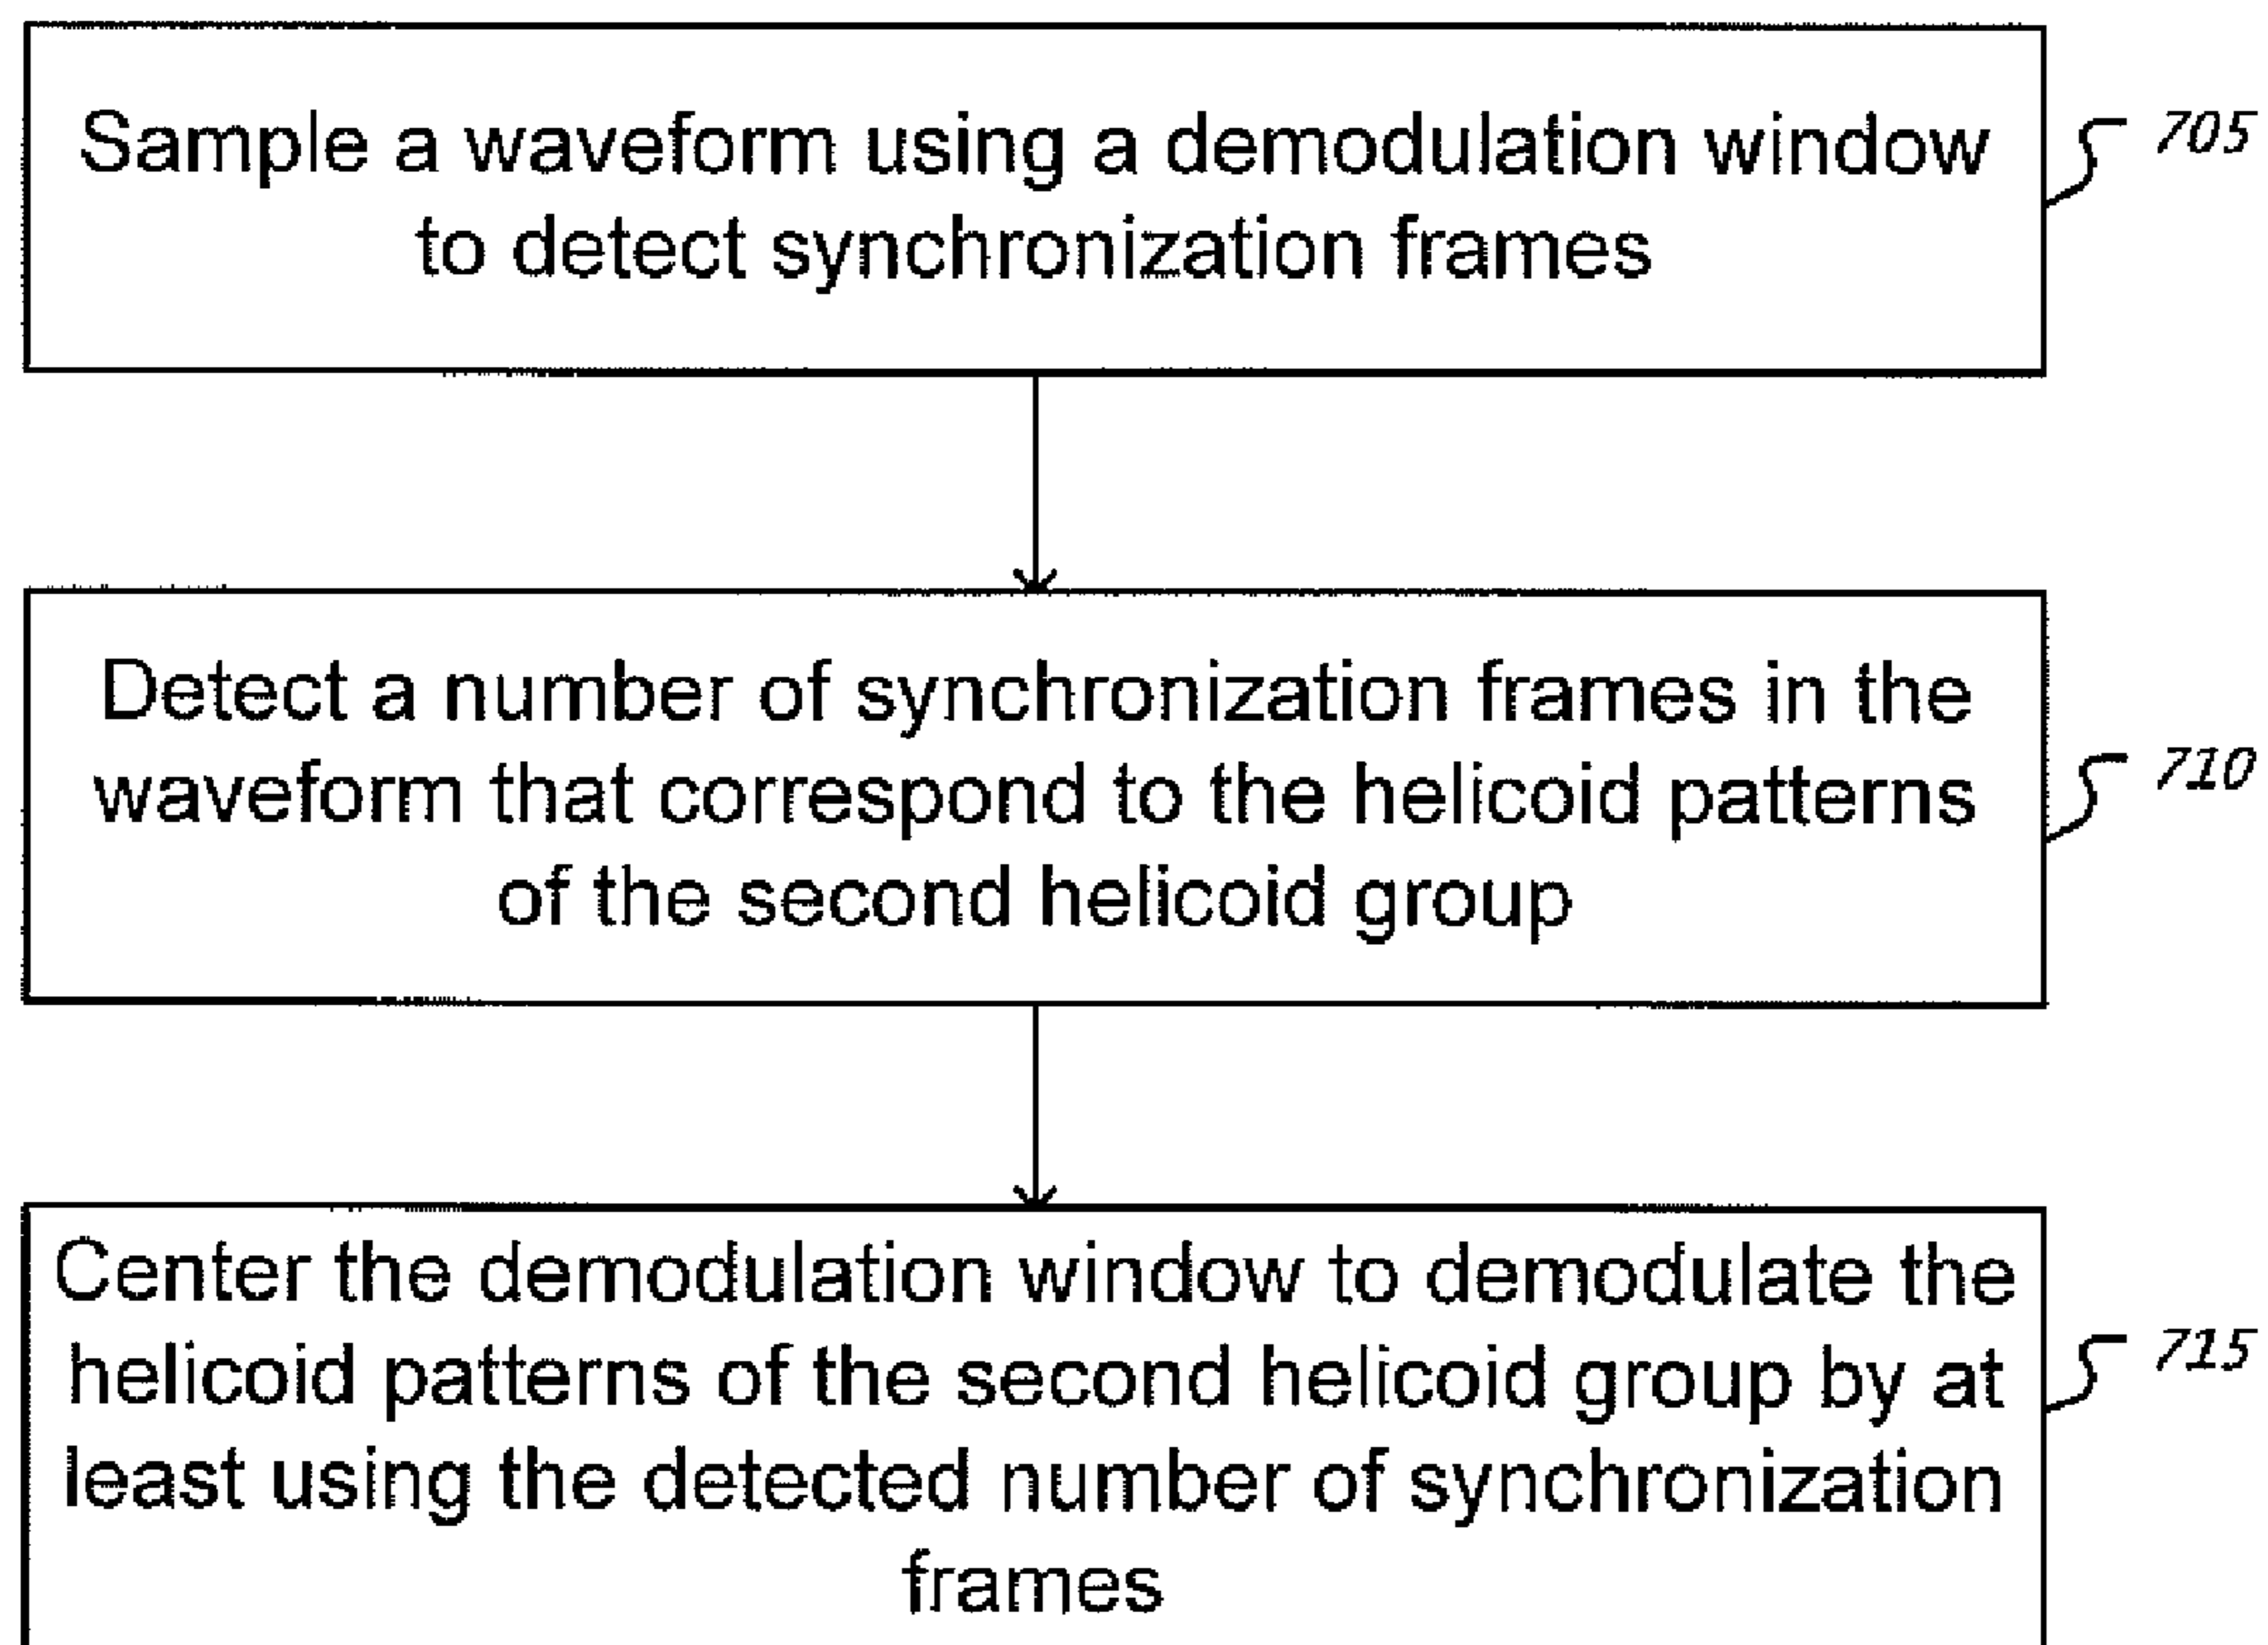 Sample a waveform using a demodulation window
to detect synchronization frames
705
Detect a number of synchronization frames in the
waveform that correspond to the helicoid patterns
of the second helicoid group
710
Center the demodulation window to demodulate the
helicoid patterns of the second helicoid group by at
least using the detected number of synchronization
frames
715